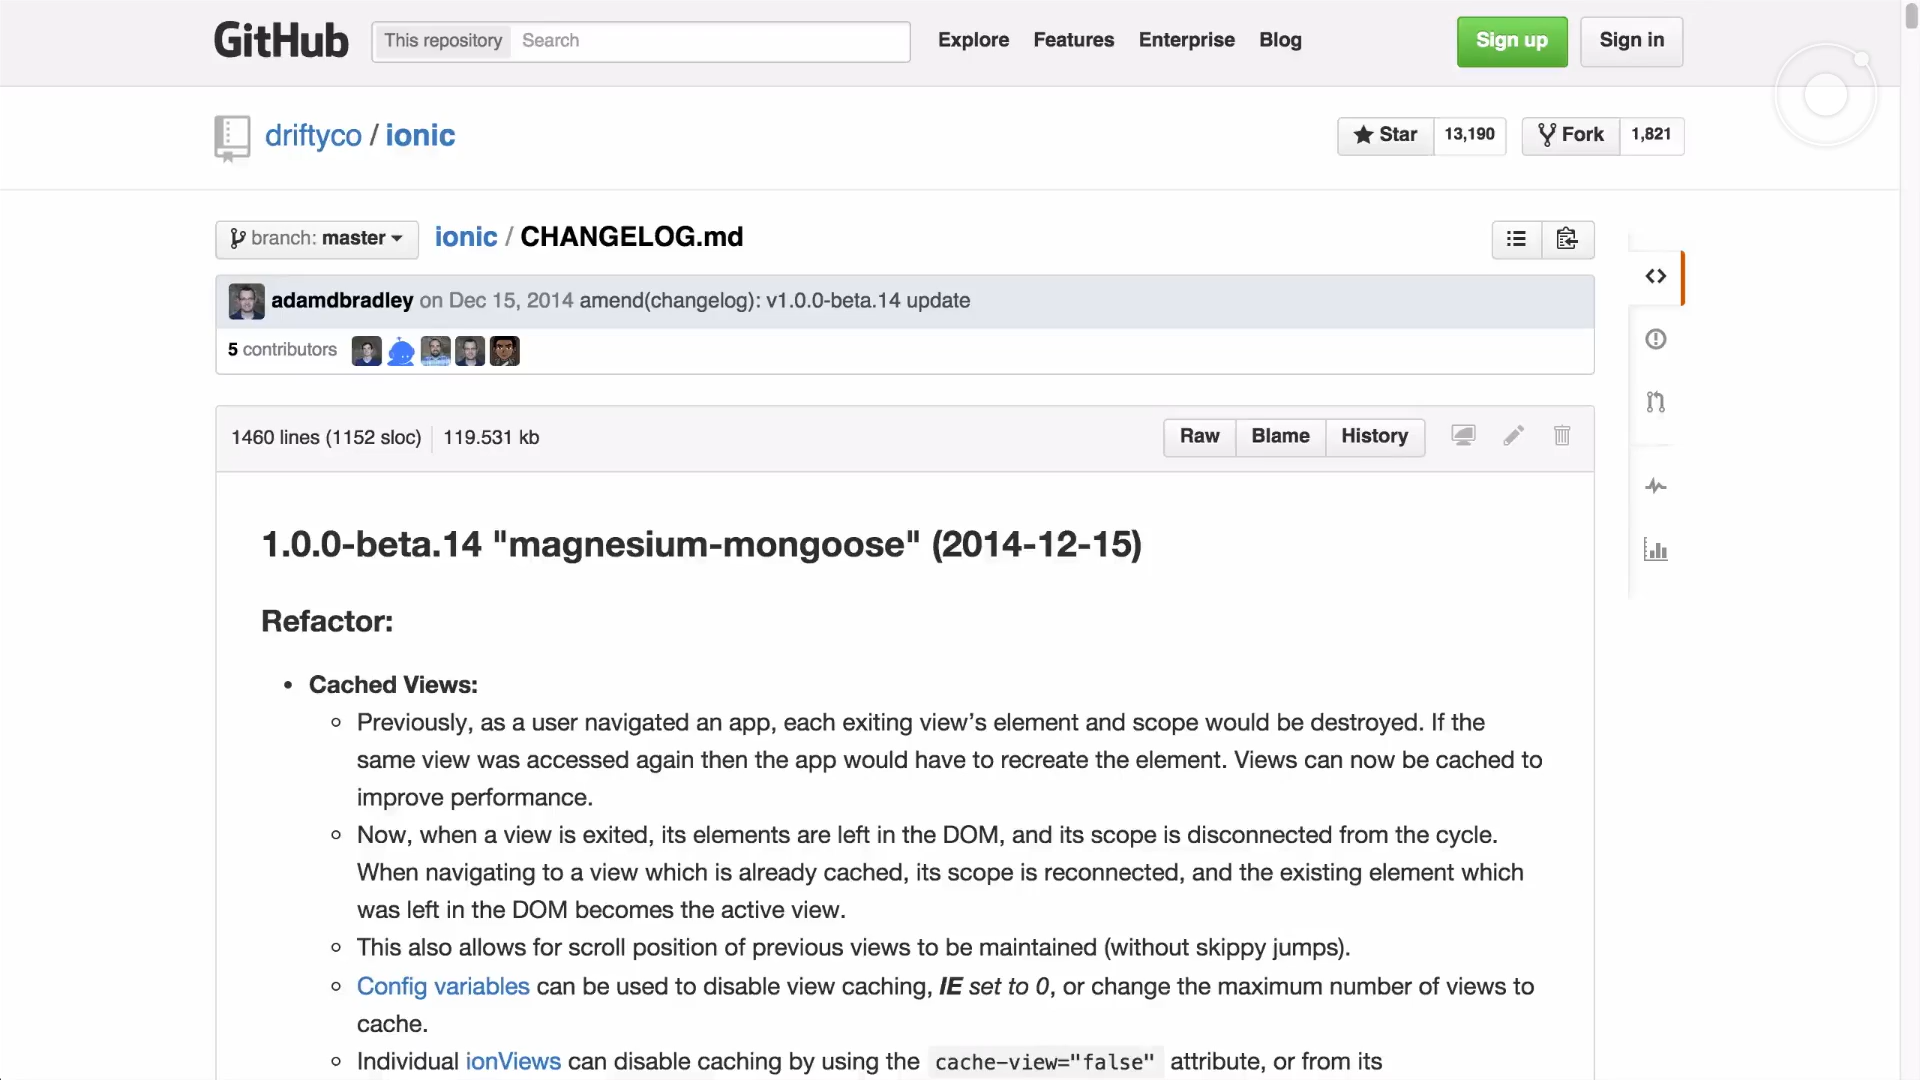 GitHub This repository Search Explore Features Enterprise Blog Sign up Sign in
driftyco / ionic Star 13,190 Fork 1,821
branch: master ionic / CHANGELOG.md
adamdbradley on Dec 15, 2014 amend(changelog): v1.0.0-beta.14 update
5 contributors
1460 lines (1152 sloc) 119.531 kb Raw Blame History
1.0.0-beta.14 "magnesium-mongoose" (2014-12-15)
Refactor:
• Cached Views:
Previously, as a user navigated an app, each exiting view’s element and scope would be destroyed. If the
same view was accessed again then the app would have to recreate the element. Views can now be cached to
improve performance.
Now, when a view is exited, its elements are left in the DOM, and its scope is disconnected from the cycle.
When navigating to a view which is already cached, its scope is reconnected, and the existing element which
was left in the DOM becomes the active view.
This also allows for scroll position of previous views to be maintained (without skippy jumps).
Config variables can be used to disable view caching, IE set to 0, or change the maximum number of views to
cache.
Individual ionViews can disable caching by using the cache-view="false" attribute, or from its